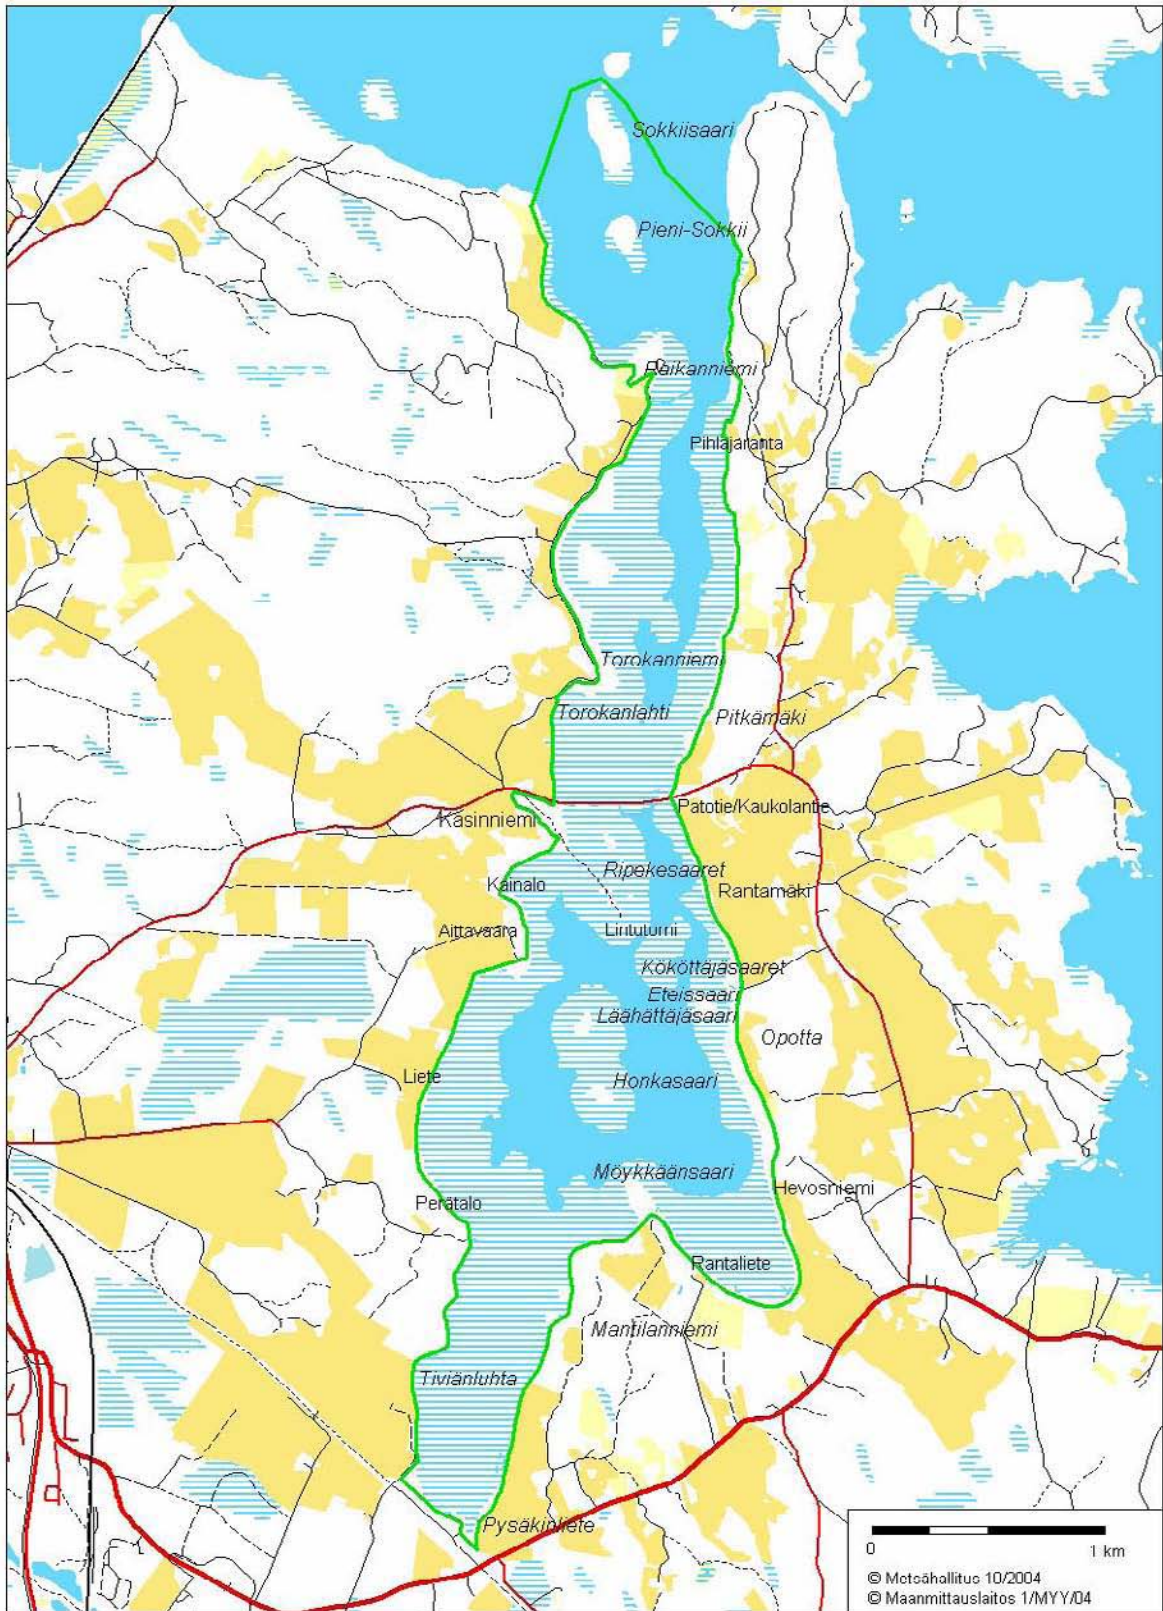 Sokkiisaari
Pieni-Sokkii
Paikanniemi
Pihlajaranta
Torokanniemi
Torokanlahti
Pitkämäki
Patotie/Kaukolantie
Käsinniemi
Ripekesaaret
Kainalo
Rantamäki
Aittavaara
Lintutorni
Kököttäjäsaaret
Eteissaari
Läähättäjäsaari
Opotta
Liete
Honkasaari
Möykkäänsaari
Hevosniemi
Perätalo
Rantaliete
Mantilanniemi
Tiviänluhta
Pysäkinliete
0 1 km
© Metsähallitus 10/2004
© Maanmittauslaitos 1/MYY/04